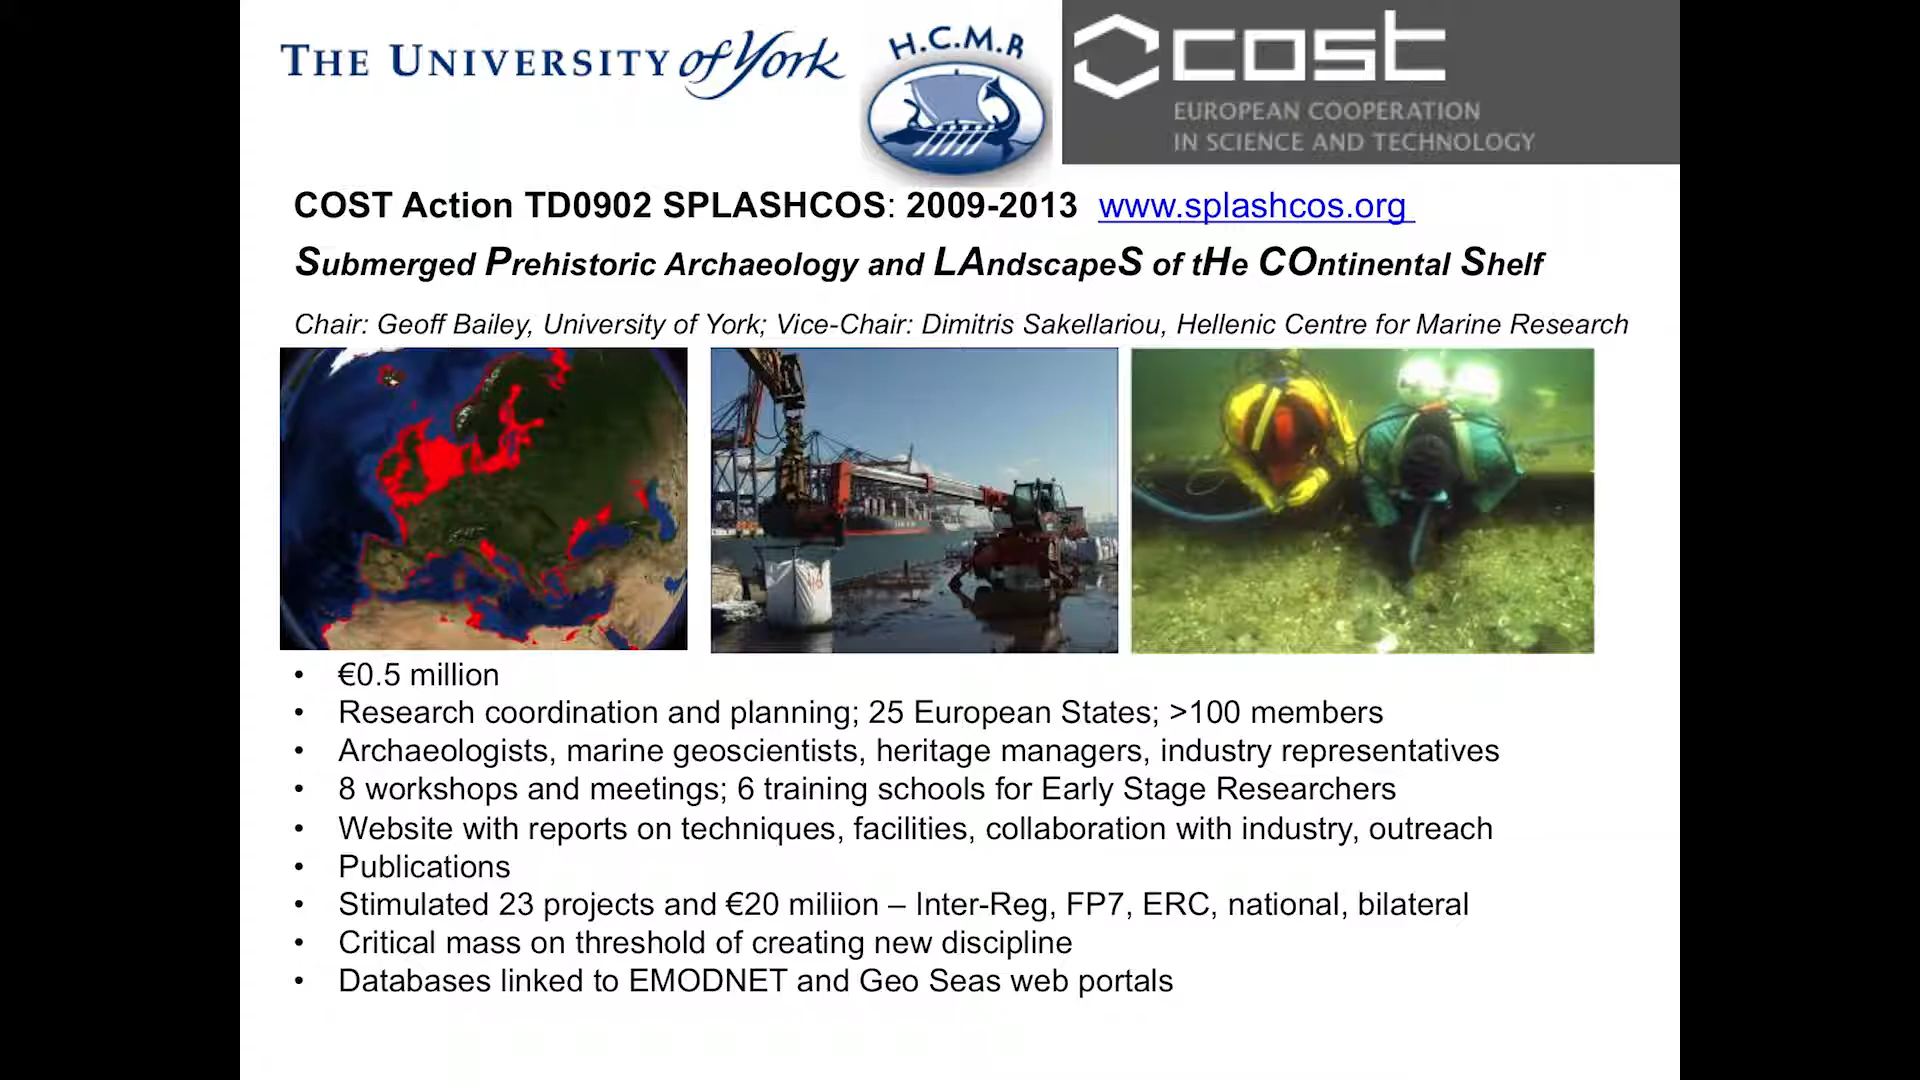 THE UNIVERSITY of York
H.C.M.R
cost
EUROPEAN COOPERATION
IN SCIENCE AND TECHNOLOGY
COST Action TD0902 SPLASHCOS: 2009-2013 www.splashcos.org
Submerged Prehistoric Archaeology and LAndscapeS of tHe COntinental Shelf
Chair: Geoff Bailey, University of York; Vice-Chair: Dimitris Sakellariou, Hellenic Centre for Marine Research
• €0.5 million
• Research coordination and planning; 25 European States; >100 members
• Archaeologists, marine geoscientists, heritage managers, industry representatives
• 8 workshops and meetings; 6 training schools for Early Stage Researchers
• Website with reports on techniques, facilities, collaboration with industry, outreach
• Publications
• Stimulated 23 projects and €20 miliion – Inter-Reg, FP7, ERC, national, bilateral
• Critical mass on threshold of creating new discipline
• Databases linked to EMODNET and Geo Seas web portals